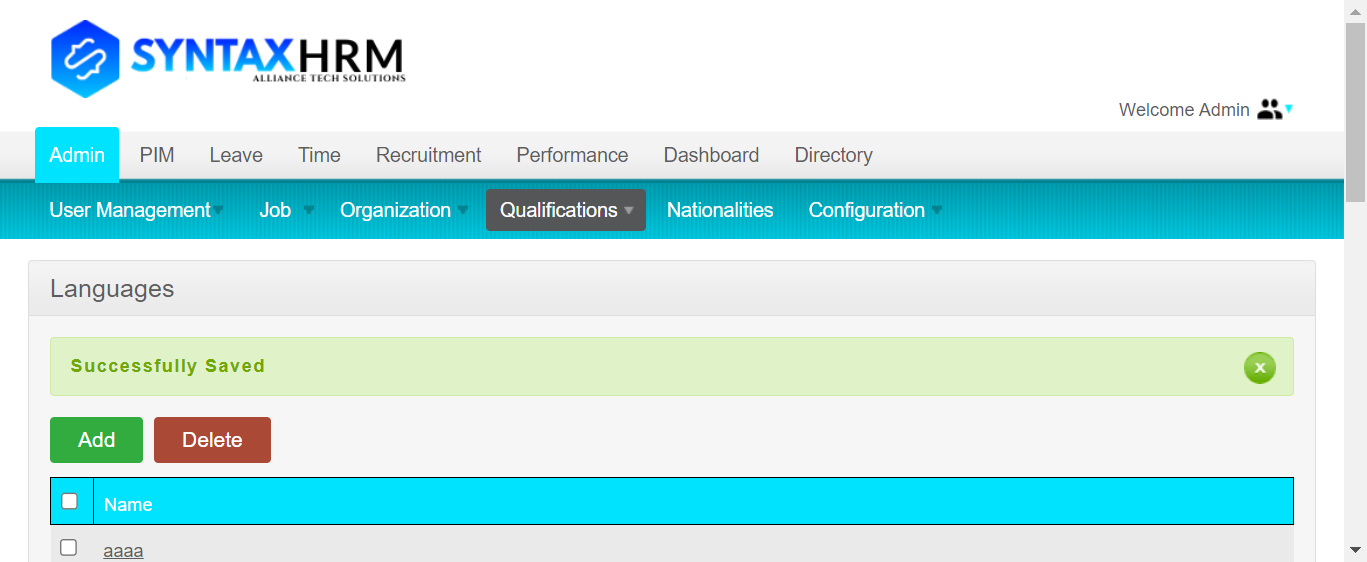 SYNTAXHRM
ALLIANCE TECH SOLUTIONS
Welcome Admin
Admin PIM Leave Time Recruitment Performance Dashboard Directory
User Management Job Organization Qualifications Nationalities Configuration
Languages
Successfully Saved
x
Add Delete
Name
aaaa